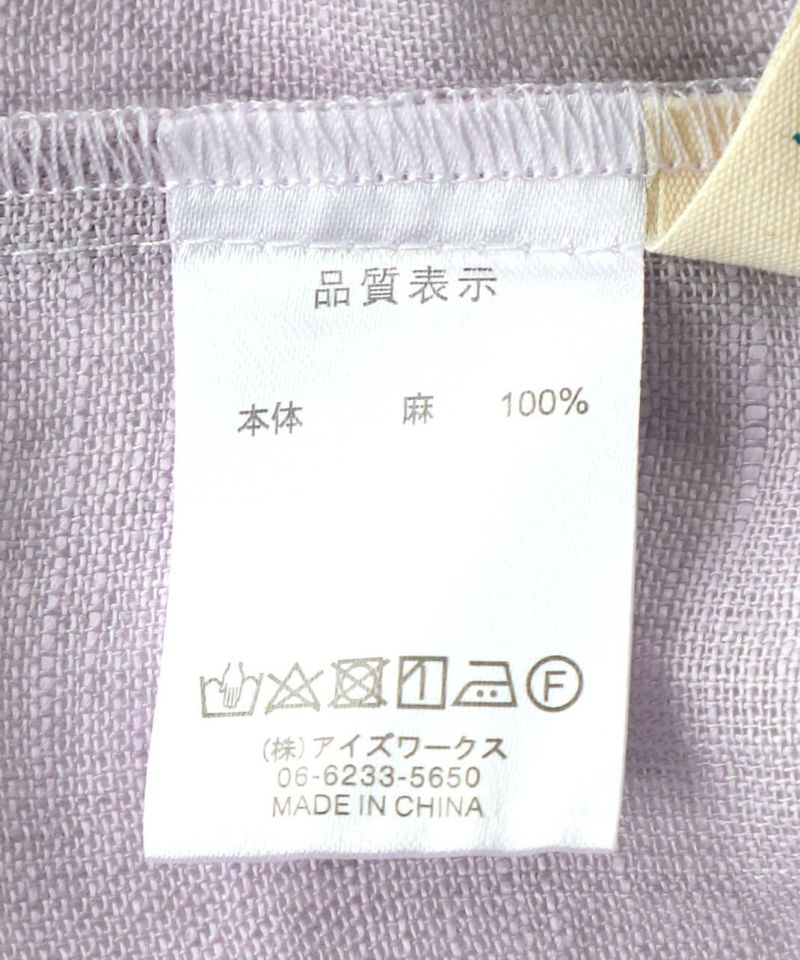 品質表示
本体 麻 100%
F
(株)アイズワークス
06-6233-5650
MADE IN CHINA